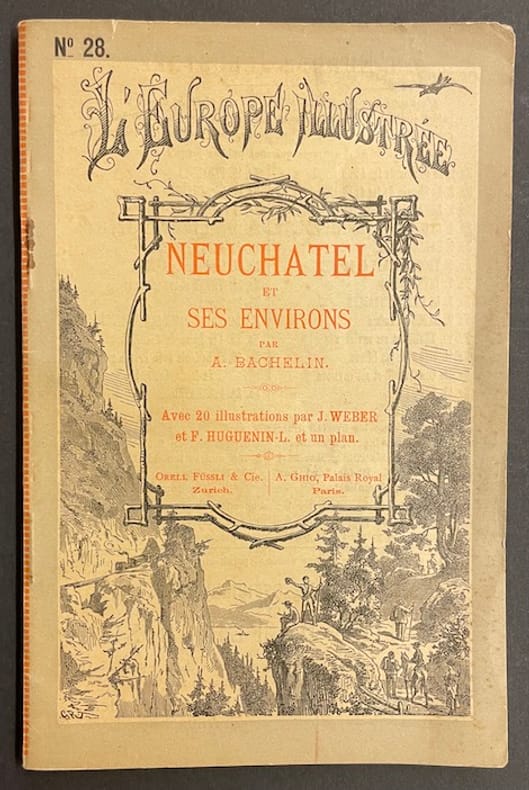 Nº 28.
L'EUROPE ILLUSTRÉE
NEUCHATEL
ET
SES ENVIRONS
PAR
A. BACHELIN.
Avec 20 illustrations par J. WEBER
et F. HUGUENIN-L. et un plan.
ORELL FÜSSLI & Cie. A. GHIO, Palais Royal
Zurich. Paris.